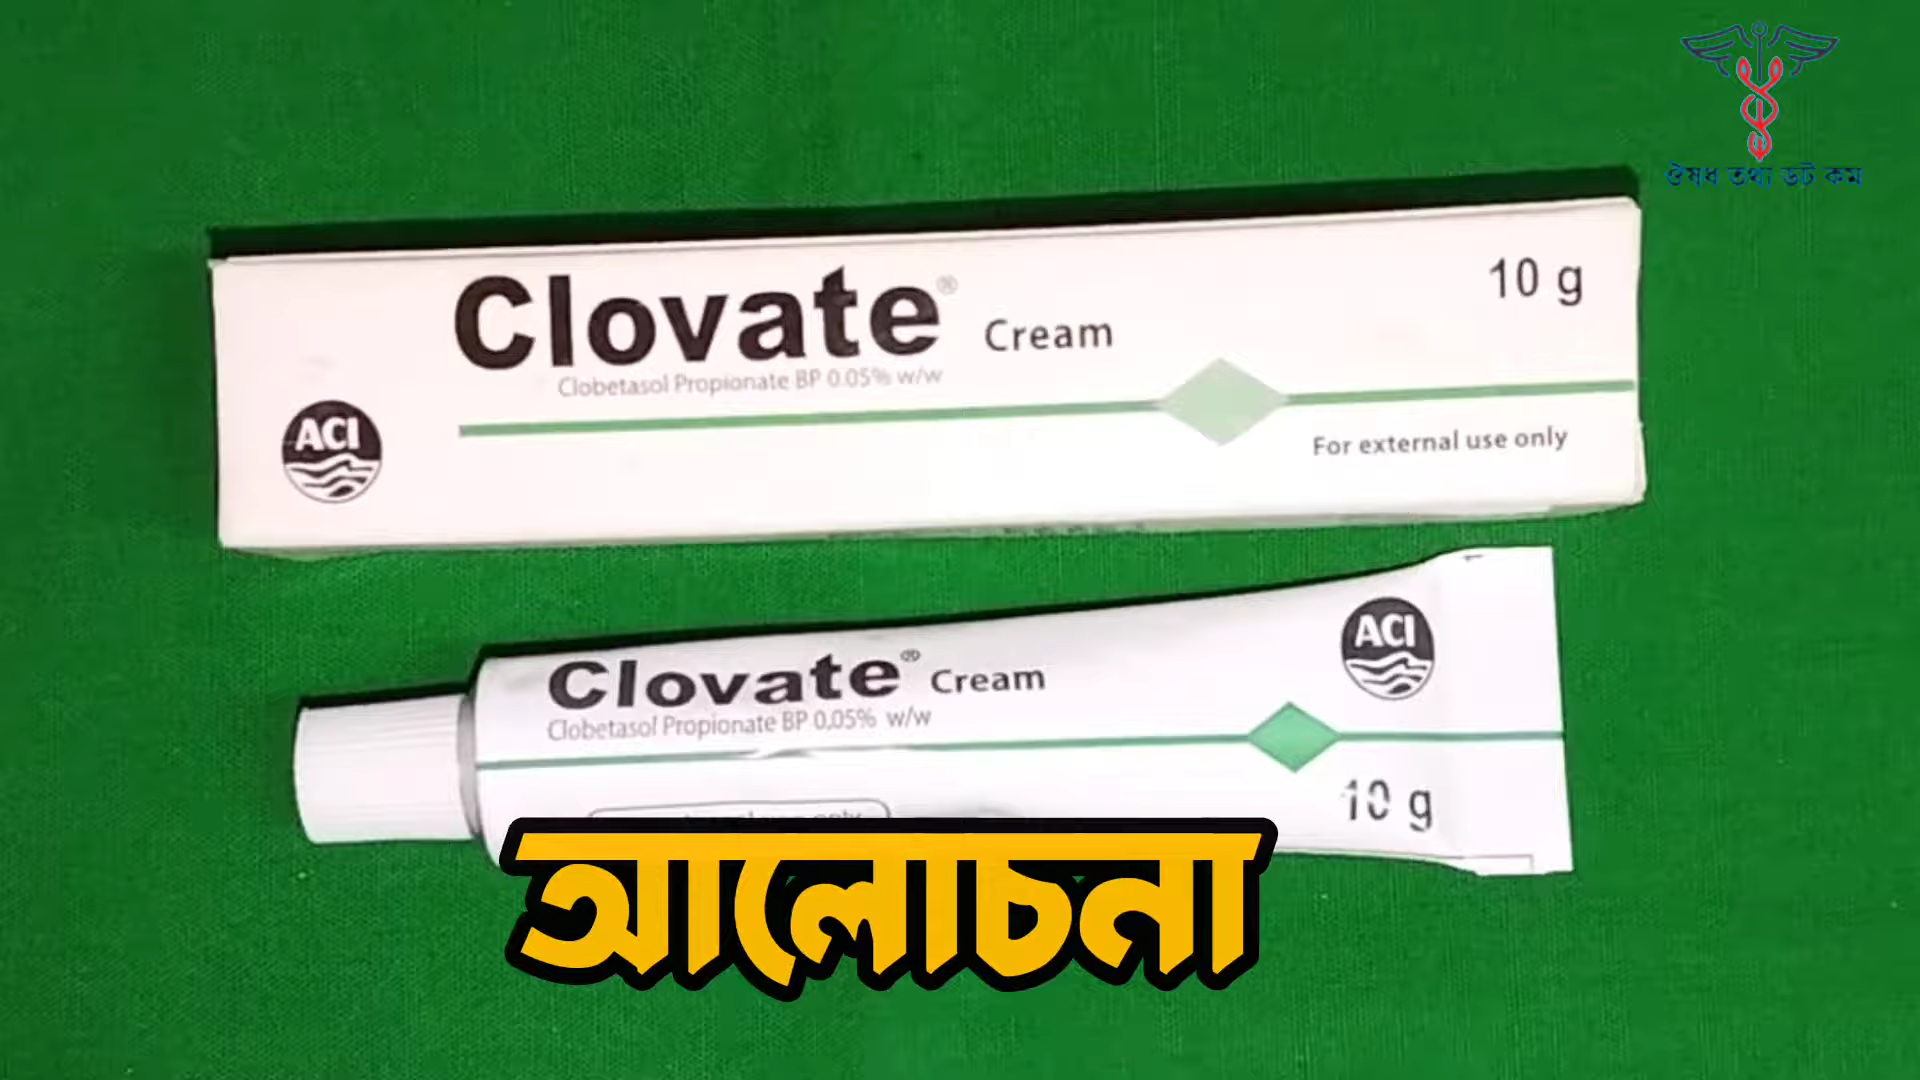 ঔষধ তথ্য ডট কম
Clovate® Cream
10 g
Clobetasol Propionate BP 0.05% w/w
ACI
For external use only
Clovate® Cream
ACI
Clobetasol Propionate BP 0.05% w/w
10 g
only
আলোচনা